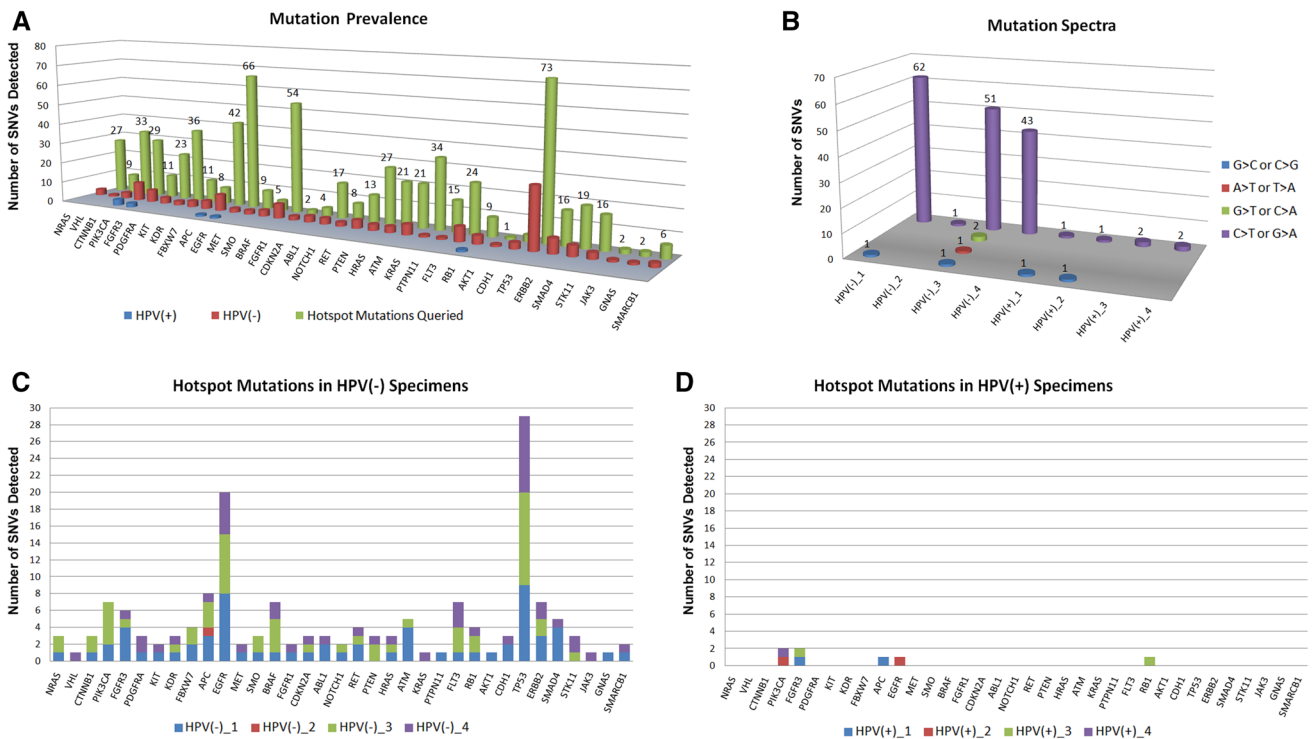 A
Mutation Prevalence
Number of SNVs Detected
80
70
60
50
40
30
20
10
0
27
9
33
29
11
23
36
11
8
42
66
9
5
54
2
4
17
8
13
27
21
21
34
15
24
9
1
2
73
16
19
16
2
2
6
NRAS
VHL
CTNNB1
PIK3CA
FGFR3
PDGFRA
KIT
KDR
FBXW7
APC
EGFR
MET
SMO
BRAF
FGFR1
CDKN2A
ABL1
NOTCH1
RET
PTEN
HRAS
ATM
KRAS
PTPN11
FLT3
RB1
AKT1
CDH1
TP53
ERBB2
SMAD4
STK11
JAK3
GNAS
SMARCB1
HPV(+) HPV(-) Hotspot Mutations Queried
B
Mutation Spectra
Number of SNVs
70
60
50
40
30
20
10
0
62
1
51
43
1
1
2
2
2
1
1
1
1
1
HPV(-)_1
HPV(-)_2
HPV(-)_3
HPV(-)_4
HPV(+)_1
HPV(+)_2
HPV(+)_3
HPV(+)_4
G>C or C>G
A>T or T>A
G>T or C>A
C>T or G>A
C
Hotspot Mutations in HPV(-) Specimens
Number of SNVs Detected
30
28
26
24
22
20
18
16
14
12
10
8
6
4
2
0
NRAS
VHL
CTNNB1
PIK3CA
FGFR3
PDGFRA
KIT
KDR
FBXW7
APC
EGFR
MET
SMO
BRAF
FGFR1
CDKN2A
ABL1
NOTCH1
RET
PTEN
HRAS
ATM
KRAS
PTPN11
FLT3
RB1
AKT1
CDH1
TP53
ERBB2
SMAD4
STK11
JAK3
GNAS
SMARCB1
HPV(-)_1 HPV(-)_2 HPV(-)_3 HPV(-)_4
D
Hotspot Mutations in HPV(+) Specimens
Number of SNVs Detected
30
28
26
24
22
20
18
16
14
12
10
8
6
4
2
0
NRAS
VHL
CTNNB1
PIK3CA
FGFR3
PDGFRA
KIT
KDR
FBXW7
APC
EGFR
MET
SMO
BRAF
FGFR1
CDKN2A
ABL1
NOTCH1
RET
PTEN
HRAS
ATM
KRAS
PTPN11
FLT3
RB1
AKT1
CDH1
TP53
ERBB2
SMAD4
STK11
JAK3
GNAS
SMARCB1
HPV(+)_1 HPV(+)_2 HPV(+)_3 HPV(+)_4